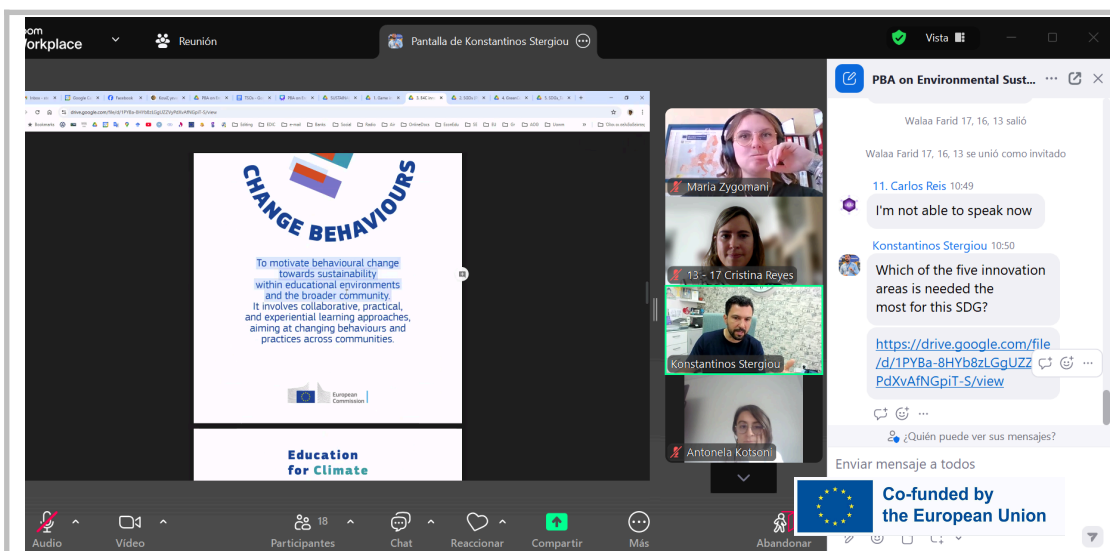 oom
orkplace
Reunión
Pantalla de Konstantinos Stergiou
Vista
CHANGE BEHAVIOURS
To motivate behavioural change
towards sustainability
within educational environments
and the broader community.
It involves collaborative, practical,
and experiential learning approaches,
aiming at changing behaviours and
practices across communities.
European
Commission
Education
for Climate
Maria Zygomani
13 - 17 Cristina Reyes
Konstantinos Stergiou
Antonela Kotsoni
PBA on Environmental Sust...
Walaa Farid 17, 16, 13 salió
Walaa Farid 17, 16, 13 se unió como invitado
11. Carlos Reis 10:49
I'm not able to speak now
Konstantinos Stergiou 10:50
Which of the five innovation
areas is needed the
most for this SDG?
https://drive.google.com/file
/d/1PYBa-8HYb8zLGgUZZ
PdXvAfNGpiT-S/view
¿Quién puede ver sus mensajes?
Enviar mensaje a todos
Co-funded by
the European Union
Audio
Video
18
Participantes
Chat
Reaccionar
Compartir
Más
Abandonar